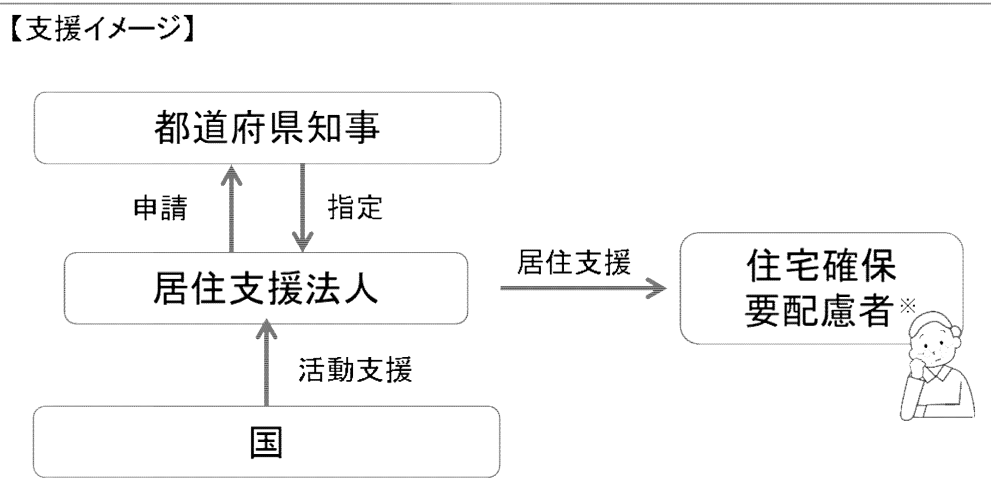 【支援イメージ】
都道府県知事
申請
指定
居住支援法人
居住支援
住宅確保
要配慮者※
活動支援
国